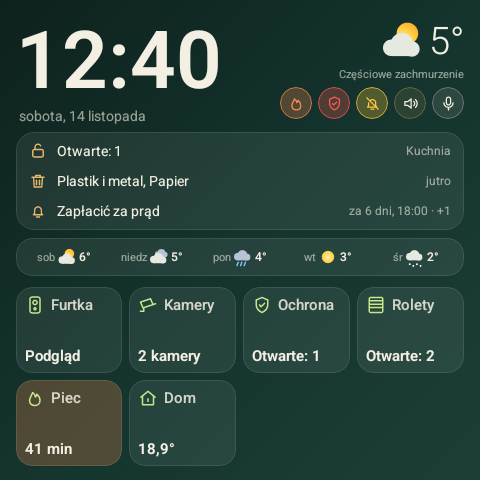 12:40
5°
Częściowe zachmurzenie
sobota, 14 listopada
Otwarte: 1 Kuchnia
Plastik i metal, Papier jutro
Zapłacić za prąd za 6 dni, 18:00 · +1
sob 6° niedz 5° pon 4° wt 3° śr 2°
Furtka Kamery Ochrona Rolety
Podgląd 2 kamery Otwarte: 1 Otwarte: 2
Piec Dom
41 min 18,9°